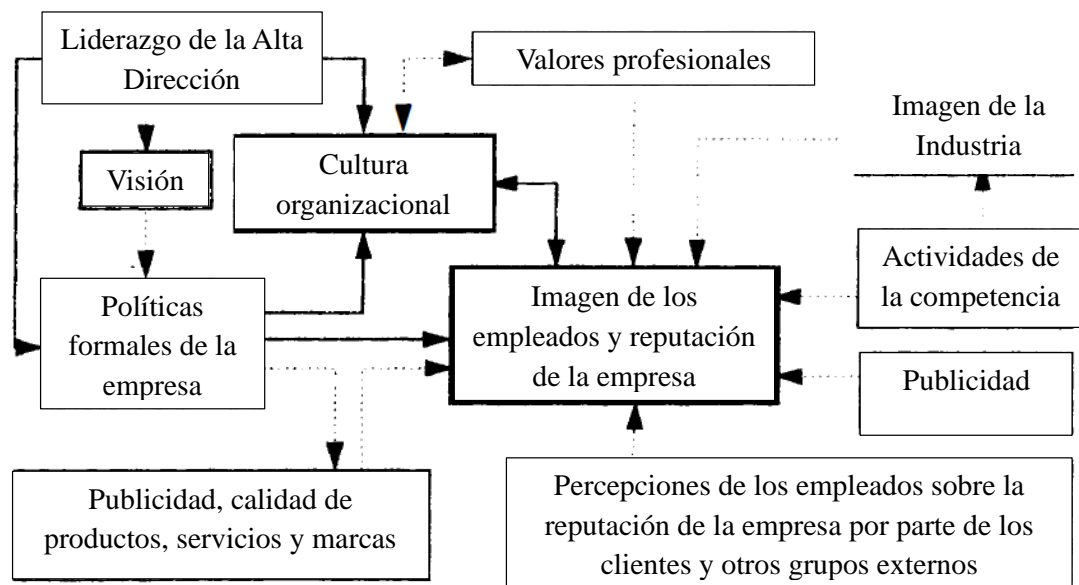 Liderazgo de la Alta
Dirección
Valores profesionales
Imagen de la
Industria
Visión
Cultura
organizacional
Políticas
formales de la
empresa
Imagen de los
empleados y reputación
de la empresa
Actividades de
la competencia
Publicidad
Publicidad, calidad de
productos, servicios y marcas
Percepciones de los empleados sobre la
reputación de la empresa por parte de los
clientes y otros grupos externos